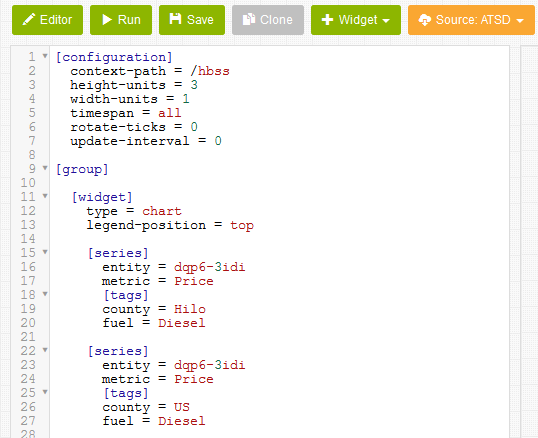 Editor Run Save Clone Widget Source: ATSD
1 [configuration]
2 context-path = /hbss
3 height-units = 3
4 width-units = 1
5 timespan = all
6 rotate-ticks = 0
7 update-interval = 0
8
9 [group]
10
11 [widget]
12 type = chart
13 legend-position = top
14
15 [series]
16 entity = dqp6-3idi
17 metric = Price
18 [tags]
19 county = Hilo
20 fuel = Diesel
21
22 [series]
23 entity = dqp6-3idi
24 metric = Price
25 [tags]
26 county = US
27 fuel = Diesel
28